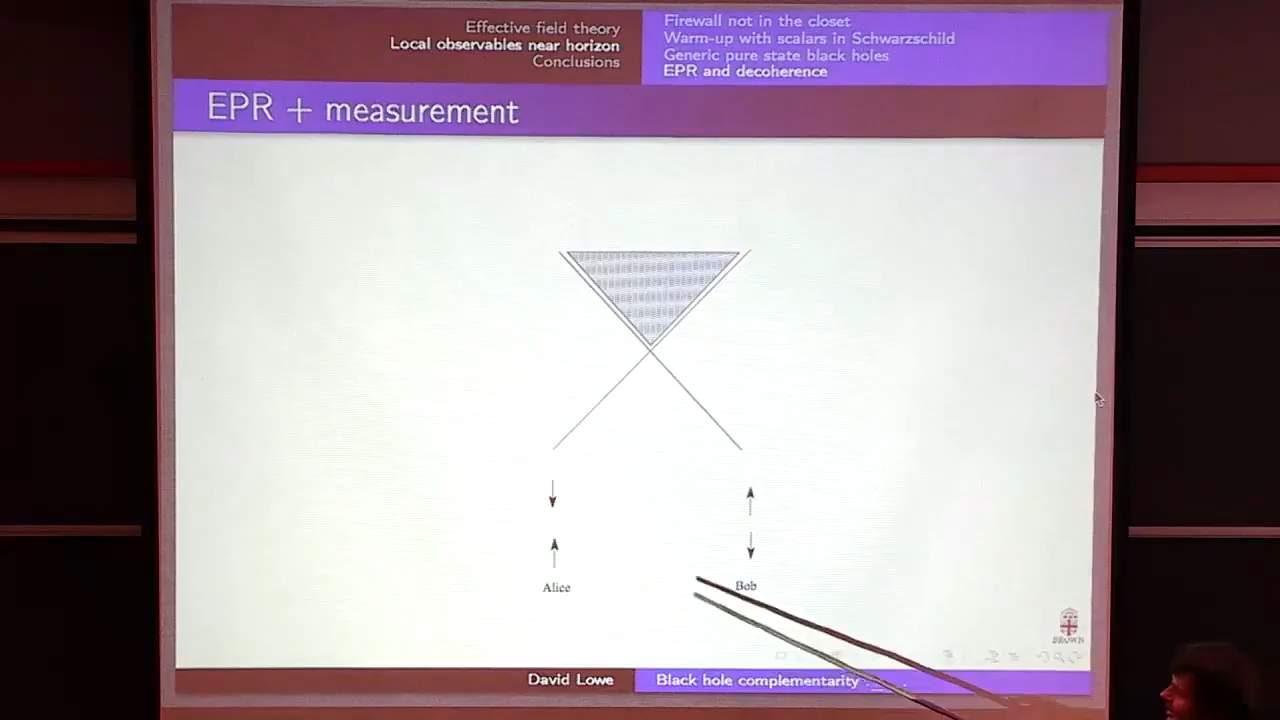 Effective field theory
Local observables near horizon
Conclusions
Firewall not in the closet
Warm-up with scalars in Schwarzschild
Generic pure state black holes
EPR and decoherence
EPR + measurement
Alice
Bob
BROWN
David Lowe
Black hole complementarity